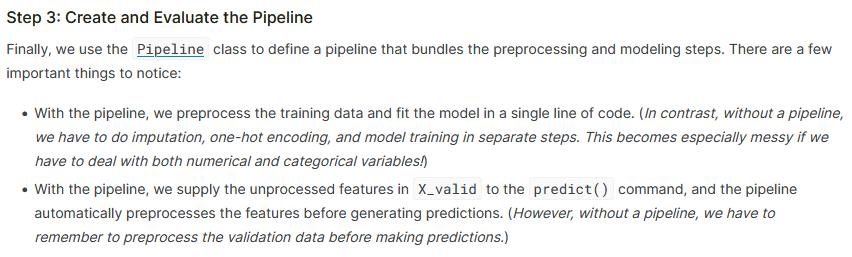 Step 3: Create and Evaluate the Pipeline
Finally, we use the Pipeline class to define a pipeline that bundles the preprocessing and modeling steps. There are a few
important things to notice:
• With the pipeline, we preprocess the training data and fit the model in a single line of code. (In contrast, without a pipeline,
we have to do imputation, one-hot encoding, and model training in separate steps. This becomes especially messy if we
have to deal with both numerical and categorical variables!)
• With the pipeline, we supply the unprocessed features in X_valid to the predict() command, and the pipeline
automatically preprocesses the features before generating predictions. (However, without a pipeline, we have to
remember to preprocess the validation data before making predictions.)